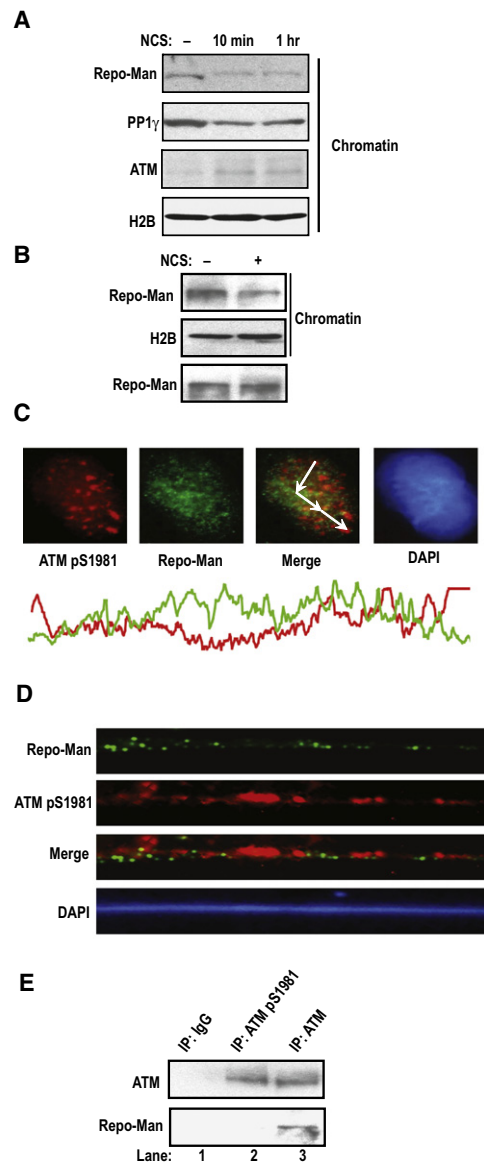 A
NCS: – 10 min 1 hr
Repo-Man
PP1γ
ATM
H2B
Chromatin
B
NCS: – +
Repo-Man
H2B
Chromatin
Repo-Man
C
ATM pS1981 Repo-Man Merge DAPI
D
Repo-Man
ATM pS1981
Merge
DAPI
E
IP: IgG IP: ATM pS1981 IP: ATM
ATM
Repo-Man
Lane: 1 2 3